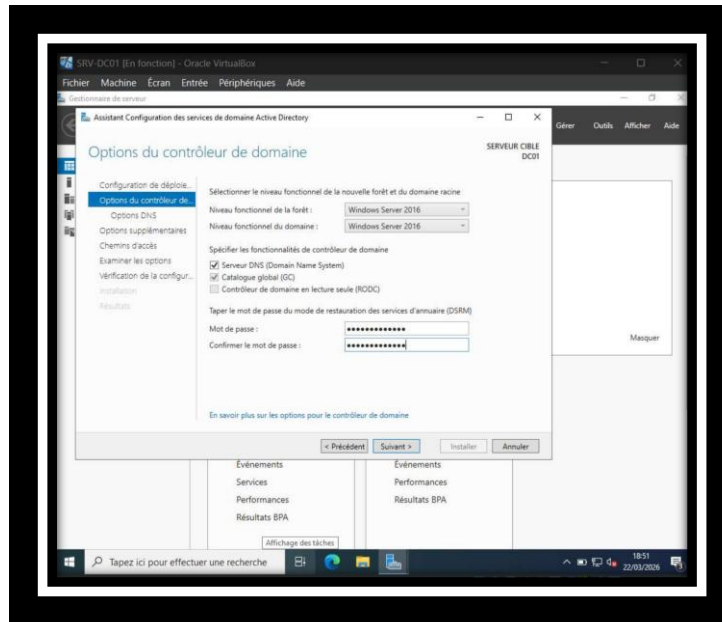 SRV-DC01 [En fonction] - Oracle VirtualBox
Fichier Machine Écran Entrée Périphériques Aide
Gestionnaire de serveur
Assistant Configuration des services de domaine Active Directory
Gérer Outils Afficher Aide
Options du contrôleur de domaine
SERVEUR CIBLE
DC01
Configuration de déploie...
Options du contrôleur de...
Options DNS
Options supplémentaires
Chemins d'accès
Examiner les options
Vérification de la configur...
Installation
Résultats
Sélectionner le niveau fonctionnel de la nouvelle forêt et du domaine racine
Niveau fonctionnel de la forêt : Windows Server 2016
Niveau fonctionnel du domaine : Windows Server 2016
Spécifier les fonctionnalités de contrôleur de domaine
Serveur DNS (Domain Name System)
Catalogue global (GC)
Contrôleur de domaine en lecture seule (RODC)
Taper le mot de passe du mode de restauration des services d'annuaire (DSRM)
Mot de passe : •••••••••••••
Confirmer le mot de passe : •••••••••••••
Masquer
En savoir plus sur les options pour le contrôleur de domaine
< Précédent Suivant > Installer Annuler
Événements Événements
Services Performances
Performances Résultats BPA
Résultats BPA
Affichage des tâches
Tapez ici pour effectuer une recherche
18:51
22/03/2026